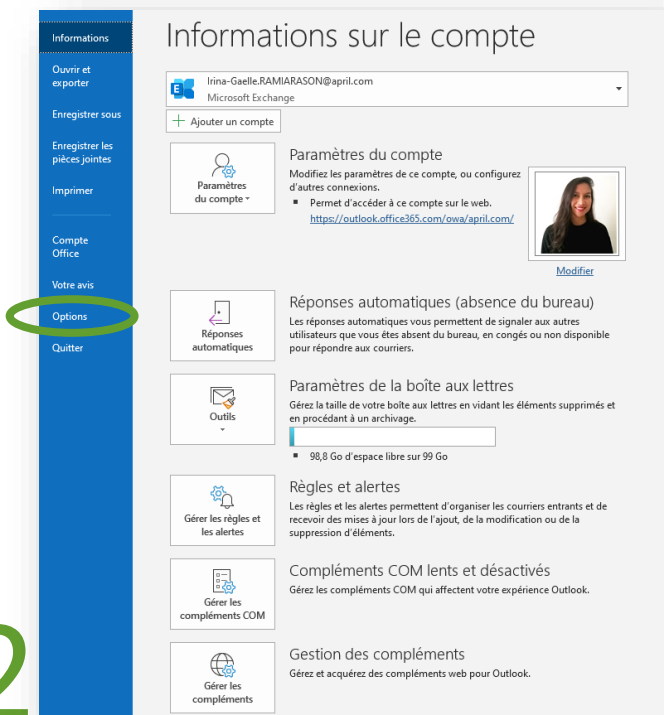 Informations
Ouvrir et
exporter
Enregistrer sous
Enregistrer les
pièces jointes
Imprimer
Compte
Office
Votre avis
Options
Quitter
2
Informations sur le compte
Irina-Gaelle.RAMIARASON@april.com
Microsoft Exchange
Ajouter un compte
Paramètres
du compte
Paramètres du compte
Modifiez les paramètres de ce compte, ou configurez
d'autres connexions.
Permet d'accéder à ce compte sur le web.
https://outlook.office365.com/owa/april.com/
Modifier
Réponses
automatiques
Réponses automatiques (absence du bureau)
Les réponses automatiques vous permettent de signaler aux autres
utilisateurs que vous êtes absent du bureau, en congés ou non disponible
pour répondre aux courriers.
Outils
Paramètres de la boîte aux lettres
Gérez la taille de votre boîte aux lettres en vidant les éléments supprimés et
en procédant à un archivage.
98,8 Go d'espace libre sur 99 Go
Gérer les règles et
les alertes
Règles et alertes
Les règles et les alertes permettent d'organiser les courriers entrants et de
recevoir des mises à jour lors de l'ajout, de la modification ou de la
suppression d'éléments.
Gérer les
compléments COM
Compléments COM lents et désactivés
Gérez les compléments COM qui affectent votre expérience Outlook.
Gérer les
compléments
Gestion des compléments
Gérez et acquérez des compléments web pour Outlook.